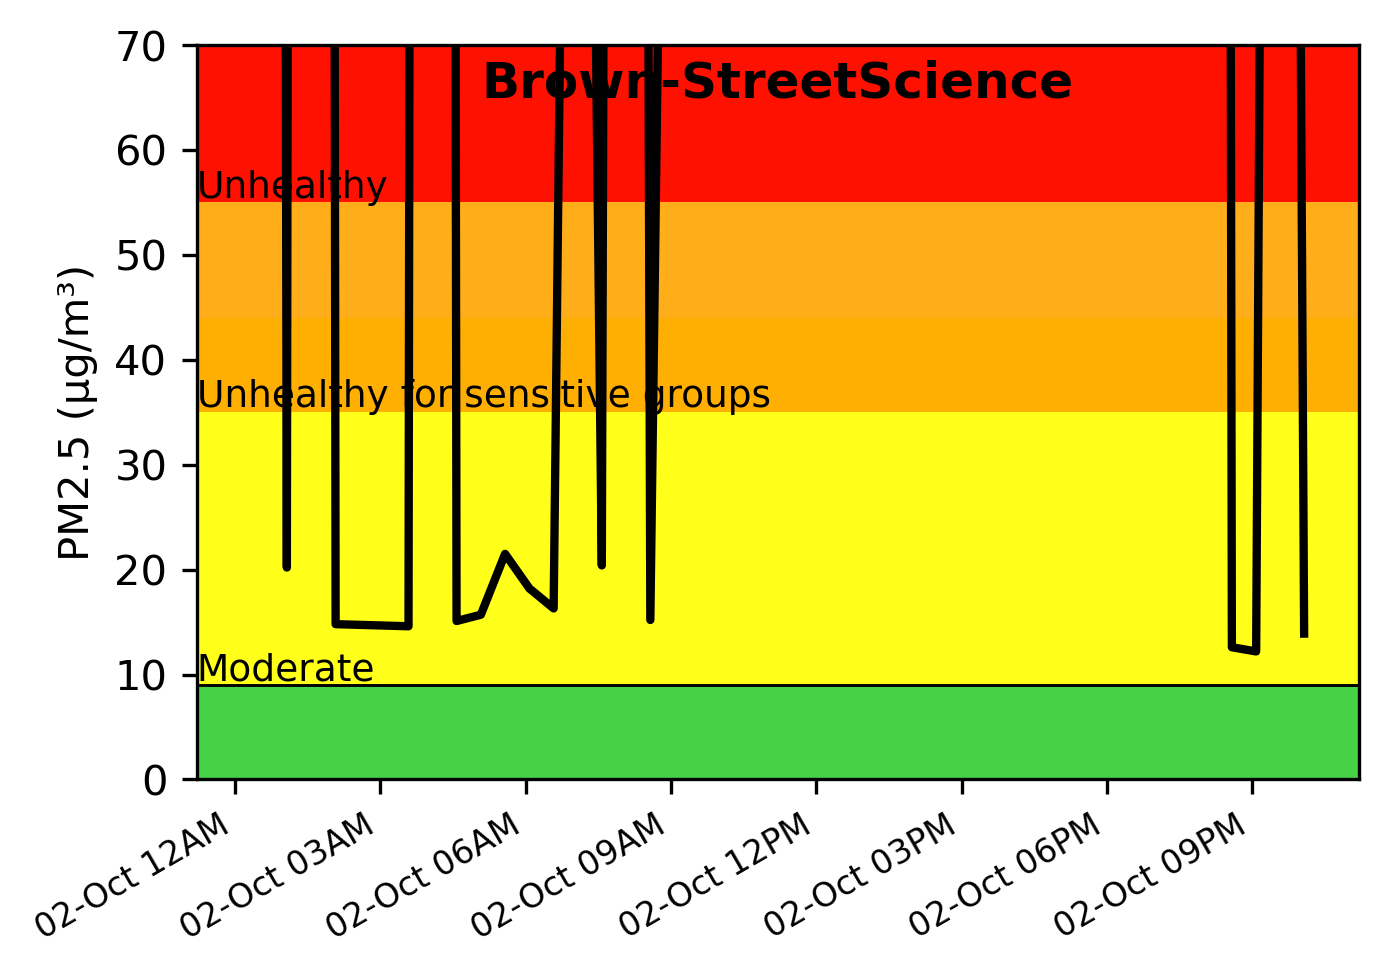 Brown-StreetScience
PM2.5 (µg/m³)
70
60
50
40
30
20
10
0
Unhealthy
Unhealthy for sensitive groups
Moderate
02-Oct 12AM
02-Oct 03AM
02-Oct 06AM
02-Oct 09AM
02-Oct 12PM
02-Oct 03PM
02-Oct 06PM
02-Oct 09PM